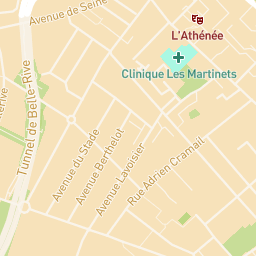 Avenue de Seine
L'Athénée
Clinique Les Martinets
Tunnel de Belle-Rive
Avenue du Stade
Avenue Berthelot
Avenue Lavoisier
Rue Adrien Cramail